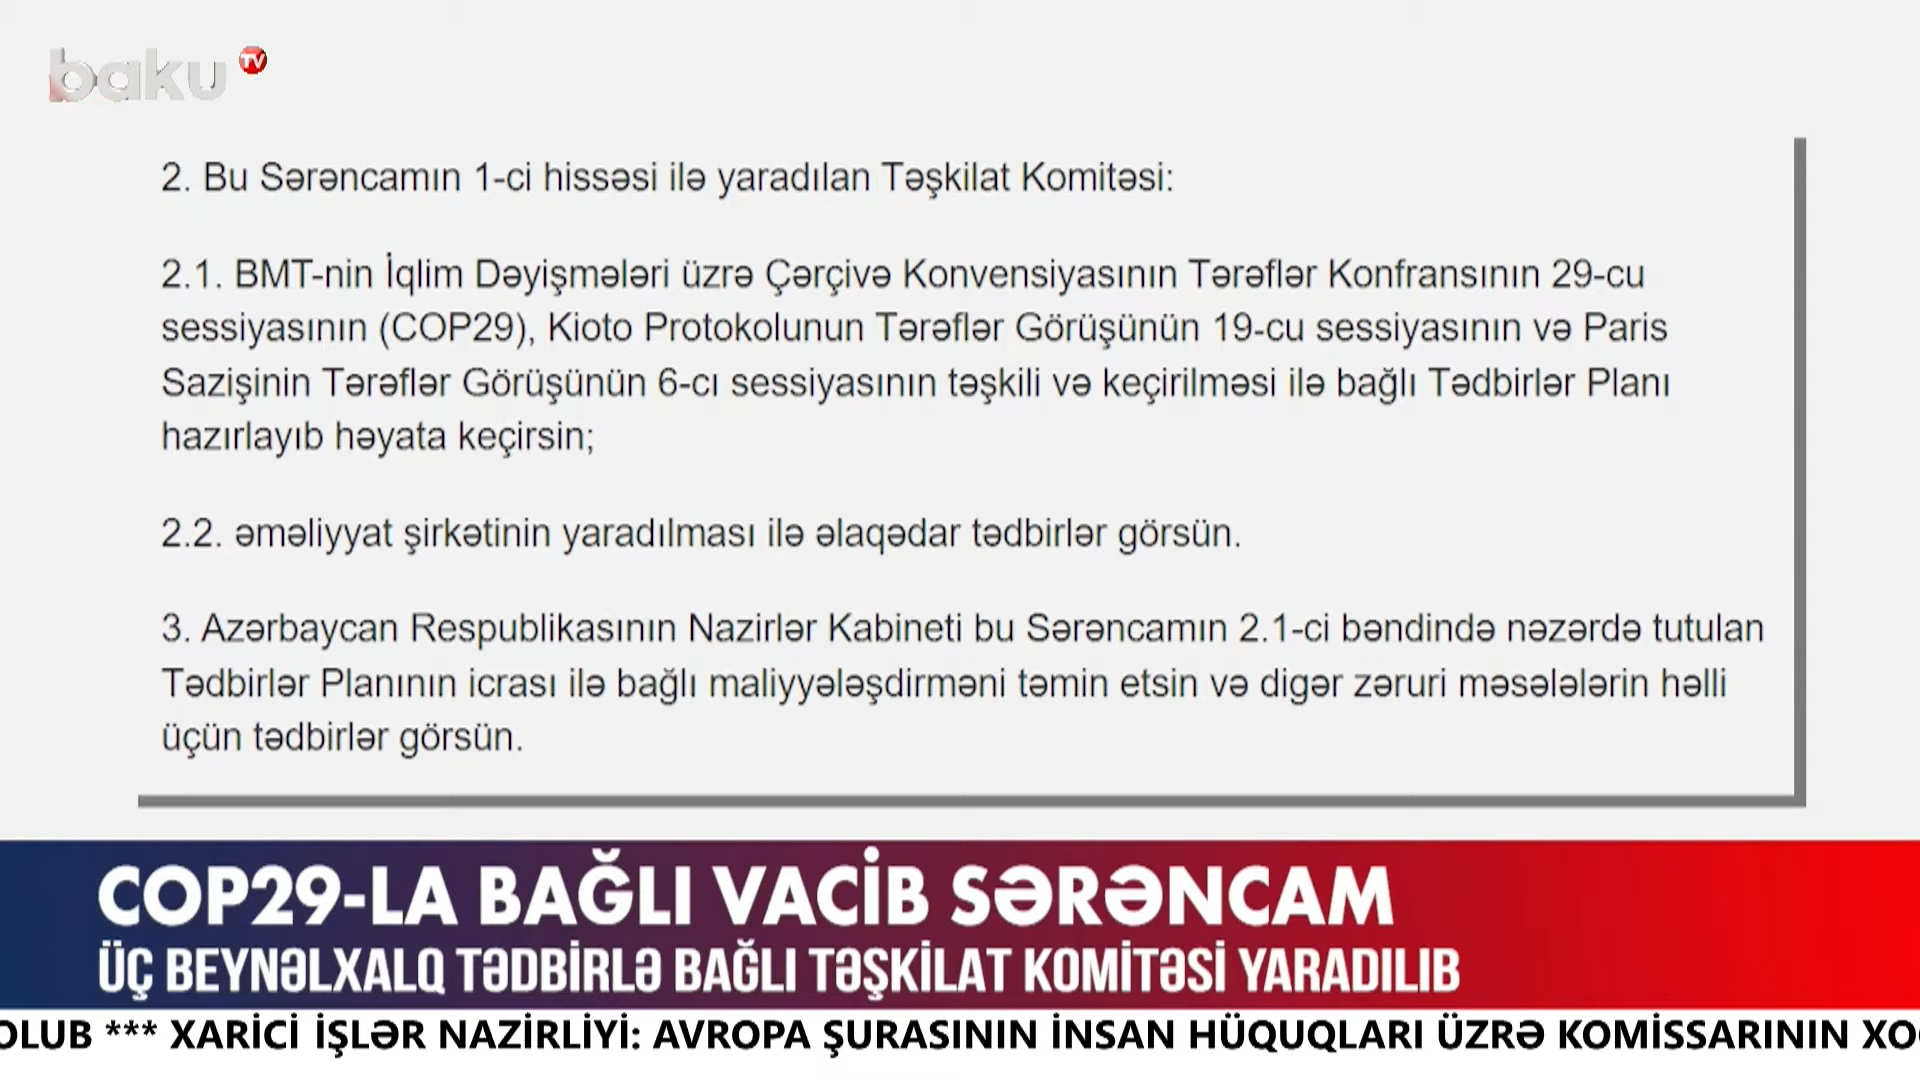 baku TV
2. Bu Sərəncamın 1-ci hissəsi ilə yaradılan Təşkilat Komitəsi:
2.1. BMT-nin İqlim Dəyişmələri üzrə Çərçivə Konvensiyasının Tərəflər Konfransının 29-cu
sessiyasının (COP29), Kioto Protokolunun Tərəflər Görüşünün 19-cu sessiyasının və Paris
Sazişinin Tərəflər Görüşünün 6-cı sessiyasının təşkili və keçirilməsi ilə bağlı Tədbirlər Planı
hazırlayıb həyata keçirsin;
2.2. əməliyyat şirkətinin yaradılması ilə əlaqədar tədbirlər görsün.
3. Azərbaycan Respublikasının Nazirlər Kabineti bu Sərəncamın 2.1-ci bəndində nəzərdə tutulan
Tədbirlər Planının icrası ilə bağlı maliyyələşdirməni təmin etsin və digər zəruri məsələlərin həlli
üçün tədbirlər görsün.
COP29-LA BAĞLI VACİB SƏRƏNCAM
ÜÇ BEYNƏLXALQ TƏDBİRLƏ BAĞLI TƏŞKİLAT KOMİTƏSİ YARADILIB
OLUB *** XARİCİ İŞLƏR NAZİRLİYİ: AVROPA ŞURASININ İNSAN HÜQUQLARI ÜZRƏ KOMİSSARININ